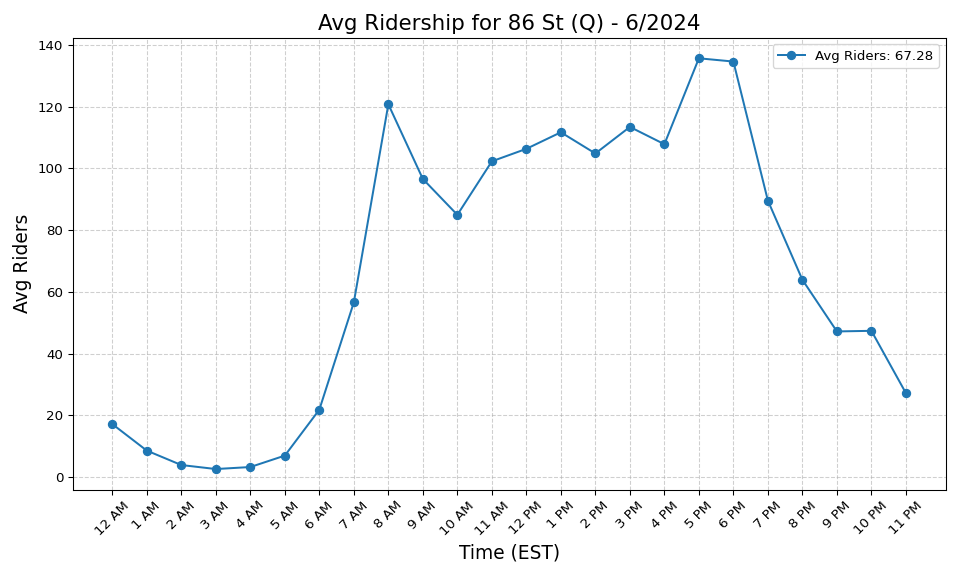 Avg Ridership for 86 St (Q) - 6/2024
Avg Riders: 67.28
Avg Riders
140
120
100
80
60
40
20
0
12 AM
1 AM
2 AM
3 AM
4 AM
5 AM
6 AM
7 AM
8 AM
9 AM
10 AM
11 AM
12 PM
1 PM
2 PM
3 PM
4 PM
5 PM
6 PM
7 PM
8 PM
9 PM
10 PM
11 PM
Time (EST)